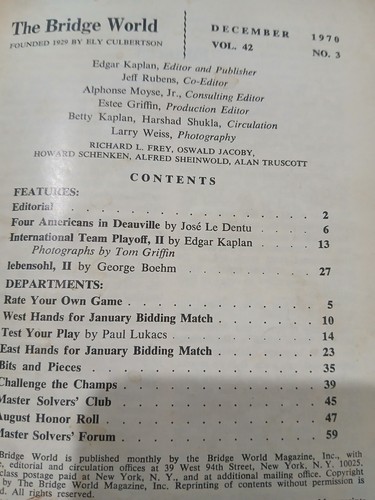 The Bridge World
FOUNDED 1929 BY ELY CULBERTSON
DECEMBER 1970
VOL. 42 NO. 3
Edgar Kaplan, Editor and Publisher
Jeff Rubens, Co-Editor
Alphonse Moyse, Jr., Consulting Editor
Estee Griffin, Production Editor
Betty Kaplan, Harshad Shukla, Circulation
Larry Weiss, Photography
RICHARD L. FREY, OSWALD JACOBY,
HOWARD SCHENKEN, ALFRED SHEINWOLD, ALAN TRUSCOTT
CONTENTS
FEATURES:
Editorial . . . . . . . . . . 2
Four Americans in Deauville by José Le Dentu . . . . . 6
International Team Playoff, II by Edgar Kaplan . . . . 13
Photographs by Tom Griffin
lebensohl, II by George Boehm . . . . . . . 27
DEPARTMENTS:
Rate Your Own Game . . . . . . . . . 5
West Hands for January Bidding Match . . . . . . 10
Test Your Play by Paul Lukacs . . . . . . . 14
East Hands for January Bidding Match . . . . . . 23
Bits and Pieces . . . . . . . . . . 35
Challenge the Champs . . . . . . . . . 39
Master Solvers' Club . . . . . . . . . 45
August Honor Roll . . . . . . . . . 47
Master Solvers' Forum . . . . . . . . . 59
Bridge World is published monthly by the Bridge World Magazine, Inc., with
editorial and circulation offices at 39 West 94th Street, New York, N.Y. 10025.
class postage paid at New York, N. Y., and at additional mailing office. Copyright
by The Bridge World Magazine, Inc. Reprinting of contents without permission is
d. All rights reserved.